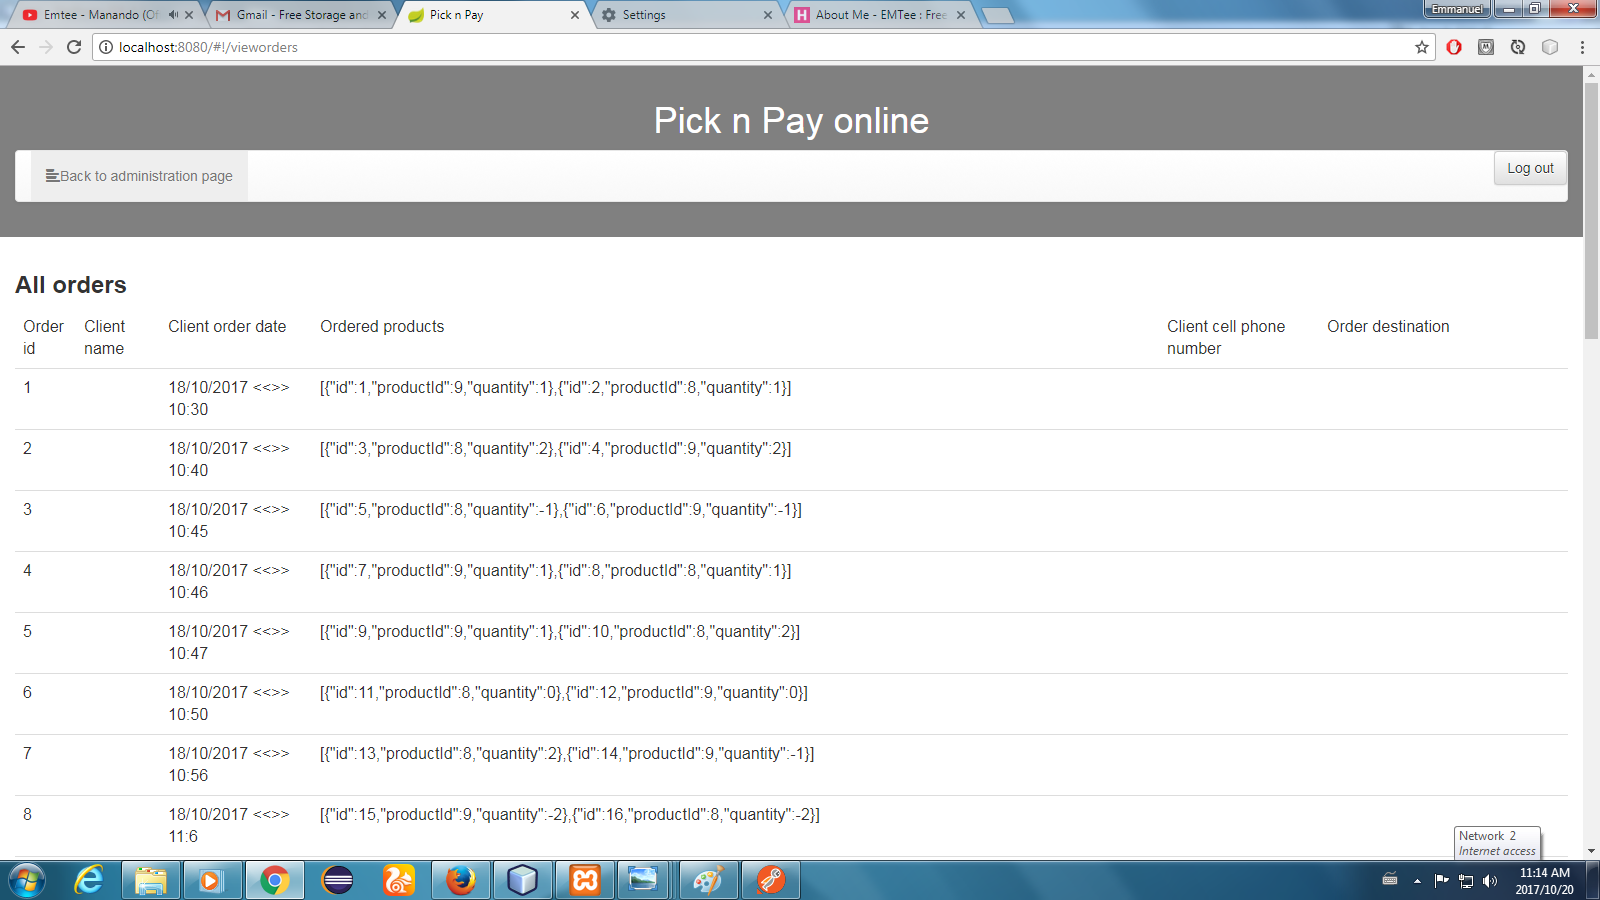 Emtee - Manando (Of
Gmail - Free Storage and
Pick n Pay
Settings
About Me - EMTee : Free
Emmanuel
localhost:8080/#!/vieworders
Pick n Pay online
Back to administration page
Log out
All orders
Order id
Client name
Client order date
Ordered products
Client cell phone number
Order destination
1
18/10/2017 <<>> 10:30
[{"id":1,"productId":9,"quantity":1},{"id":2,"productId":8,"quantity":1}]
2
18/10/2017 <<>> 10:40
[{"id":3,"productId":8,"quantity":2},{"id":4,"productId":9,"quantity":2}]
3
18/10/2017 <<>> 10:45
[{"id":5,"productId":8,"quantity":-1},{"id":6,"productId":9,"quantity":-1}]
4
18/10/2017 <<>> 10:46
[{"id":7,"productId":9,"quantity":1},{"id":8,"productId":8,"quantity":1}]
5
18/10/2017 <<>> 10:47
[{"id":9,"productId":9,"quantity":1},{"id":10,"productId":8,"quantity":2}]
6
18/10/2017 <<>> 10:50
[{"id":11,"productId":8,"quantity":0},{"id":12,"productId":9,"quantity":0}]
7
18/10/2017 <<>> 10:56
[{"id":13,"productId":8,"quantity":2},{"id":14,"productId":9,"quantity":-1}]
8
18/10/2017 <<>> 11:6
[{"id":15,"productId":9,"quantity":-2},{"id":16,"productId":8,"quantity":-2}]
Network 2
Internet access
11:14 AM
2017/10/20